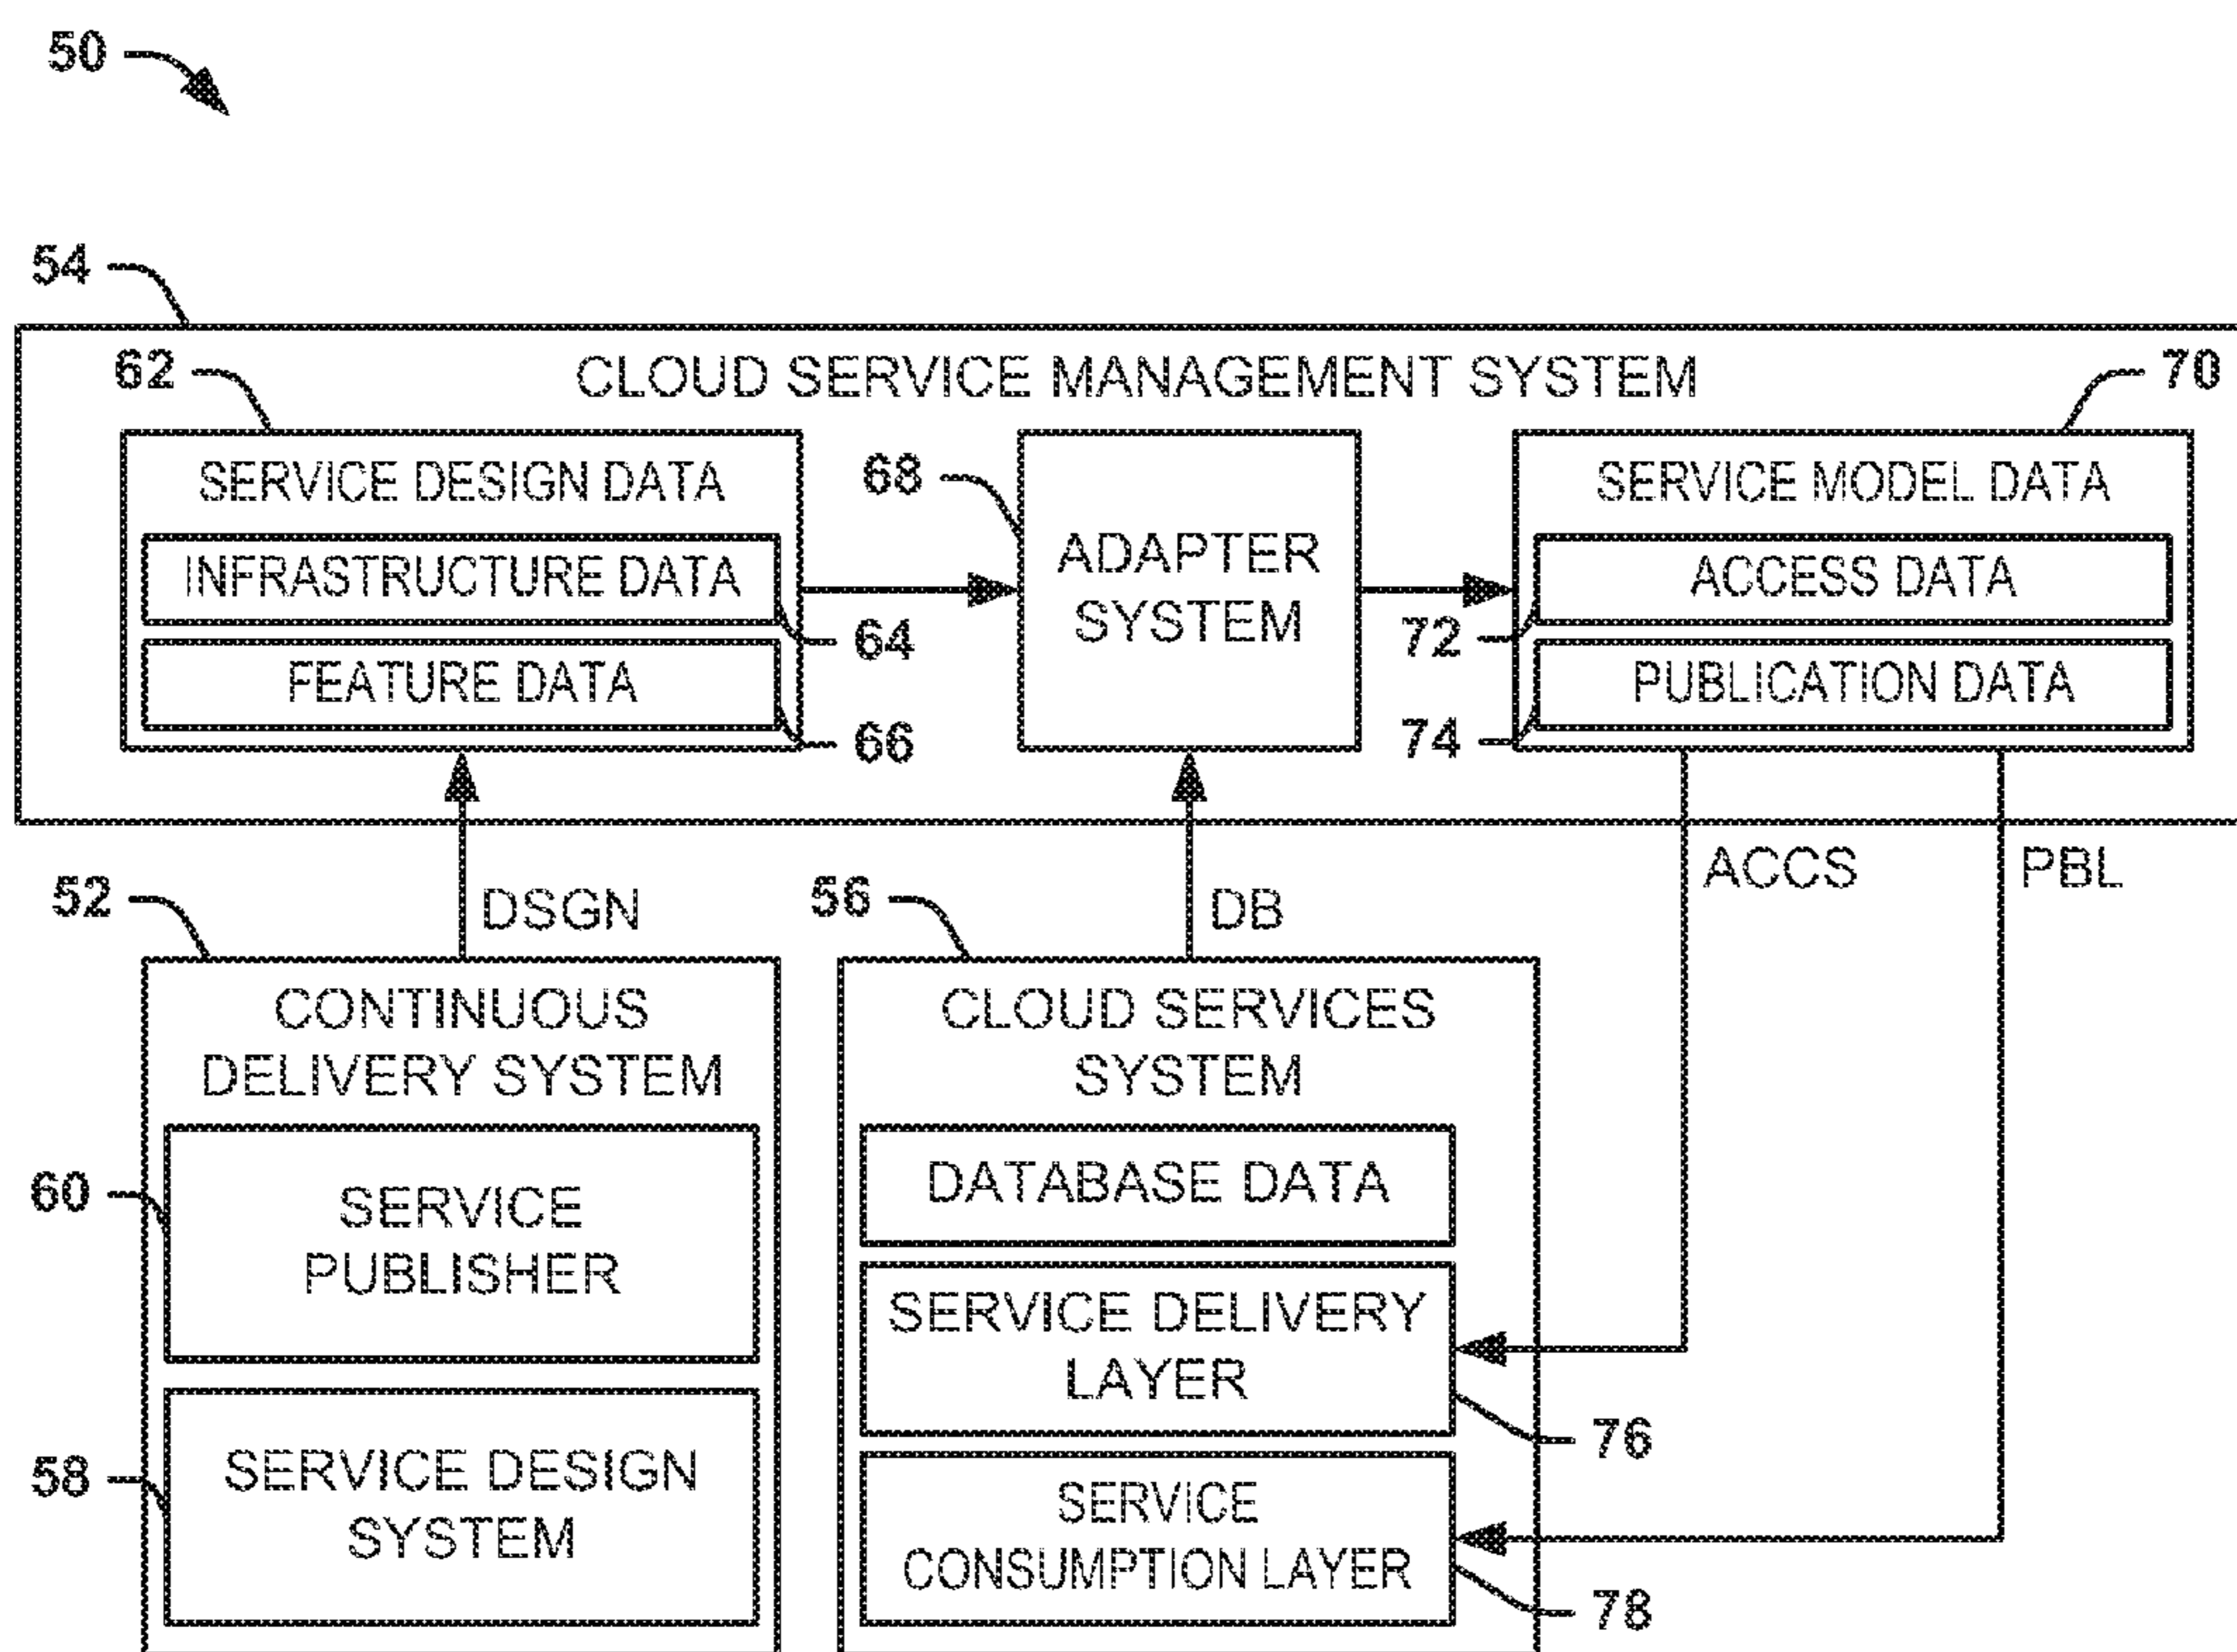 50
54
62
CLOUD SERVICE MANAGEMENT SYSTEM
70
SERVICE DESIGN DATA
INFRASTRUCTURE DATA
64
FEATURE DATA
66
68
ADAPTER
SYSTEM
SERVICE MODEL DATA
ACCESS DATA
72
PUBLICATION DATA
74
DSGN
DB
ACCS
PBL
52
CONTINUOUS
DELIVERY SYSTEM
60
SERVICE
PUBLISHER
58
SERVICE DESIGN
SYSTEM
56
CLOUD SERVICES
SYSTEM
DATABASE DATA
SERVICE DELIVERY
LAYER
76
SERVICE
CONSUMPTION LAYER
78